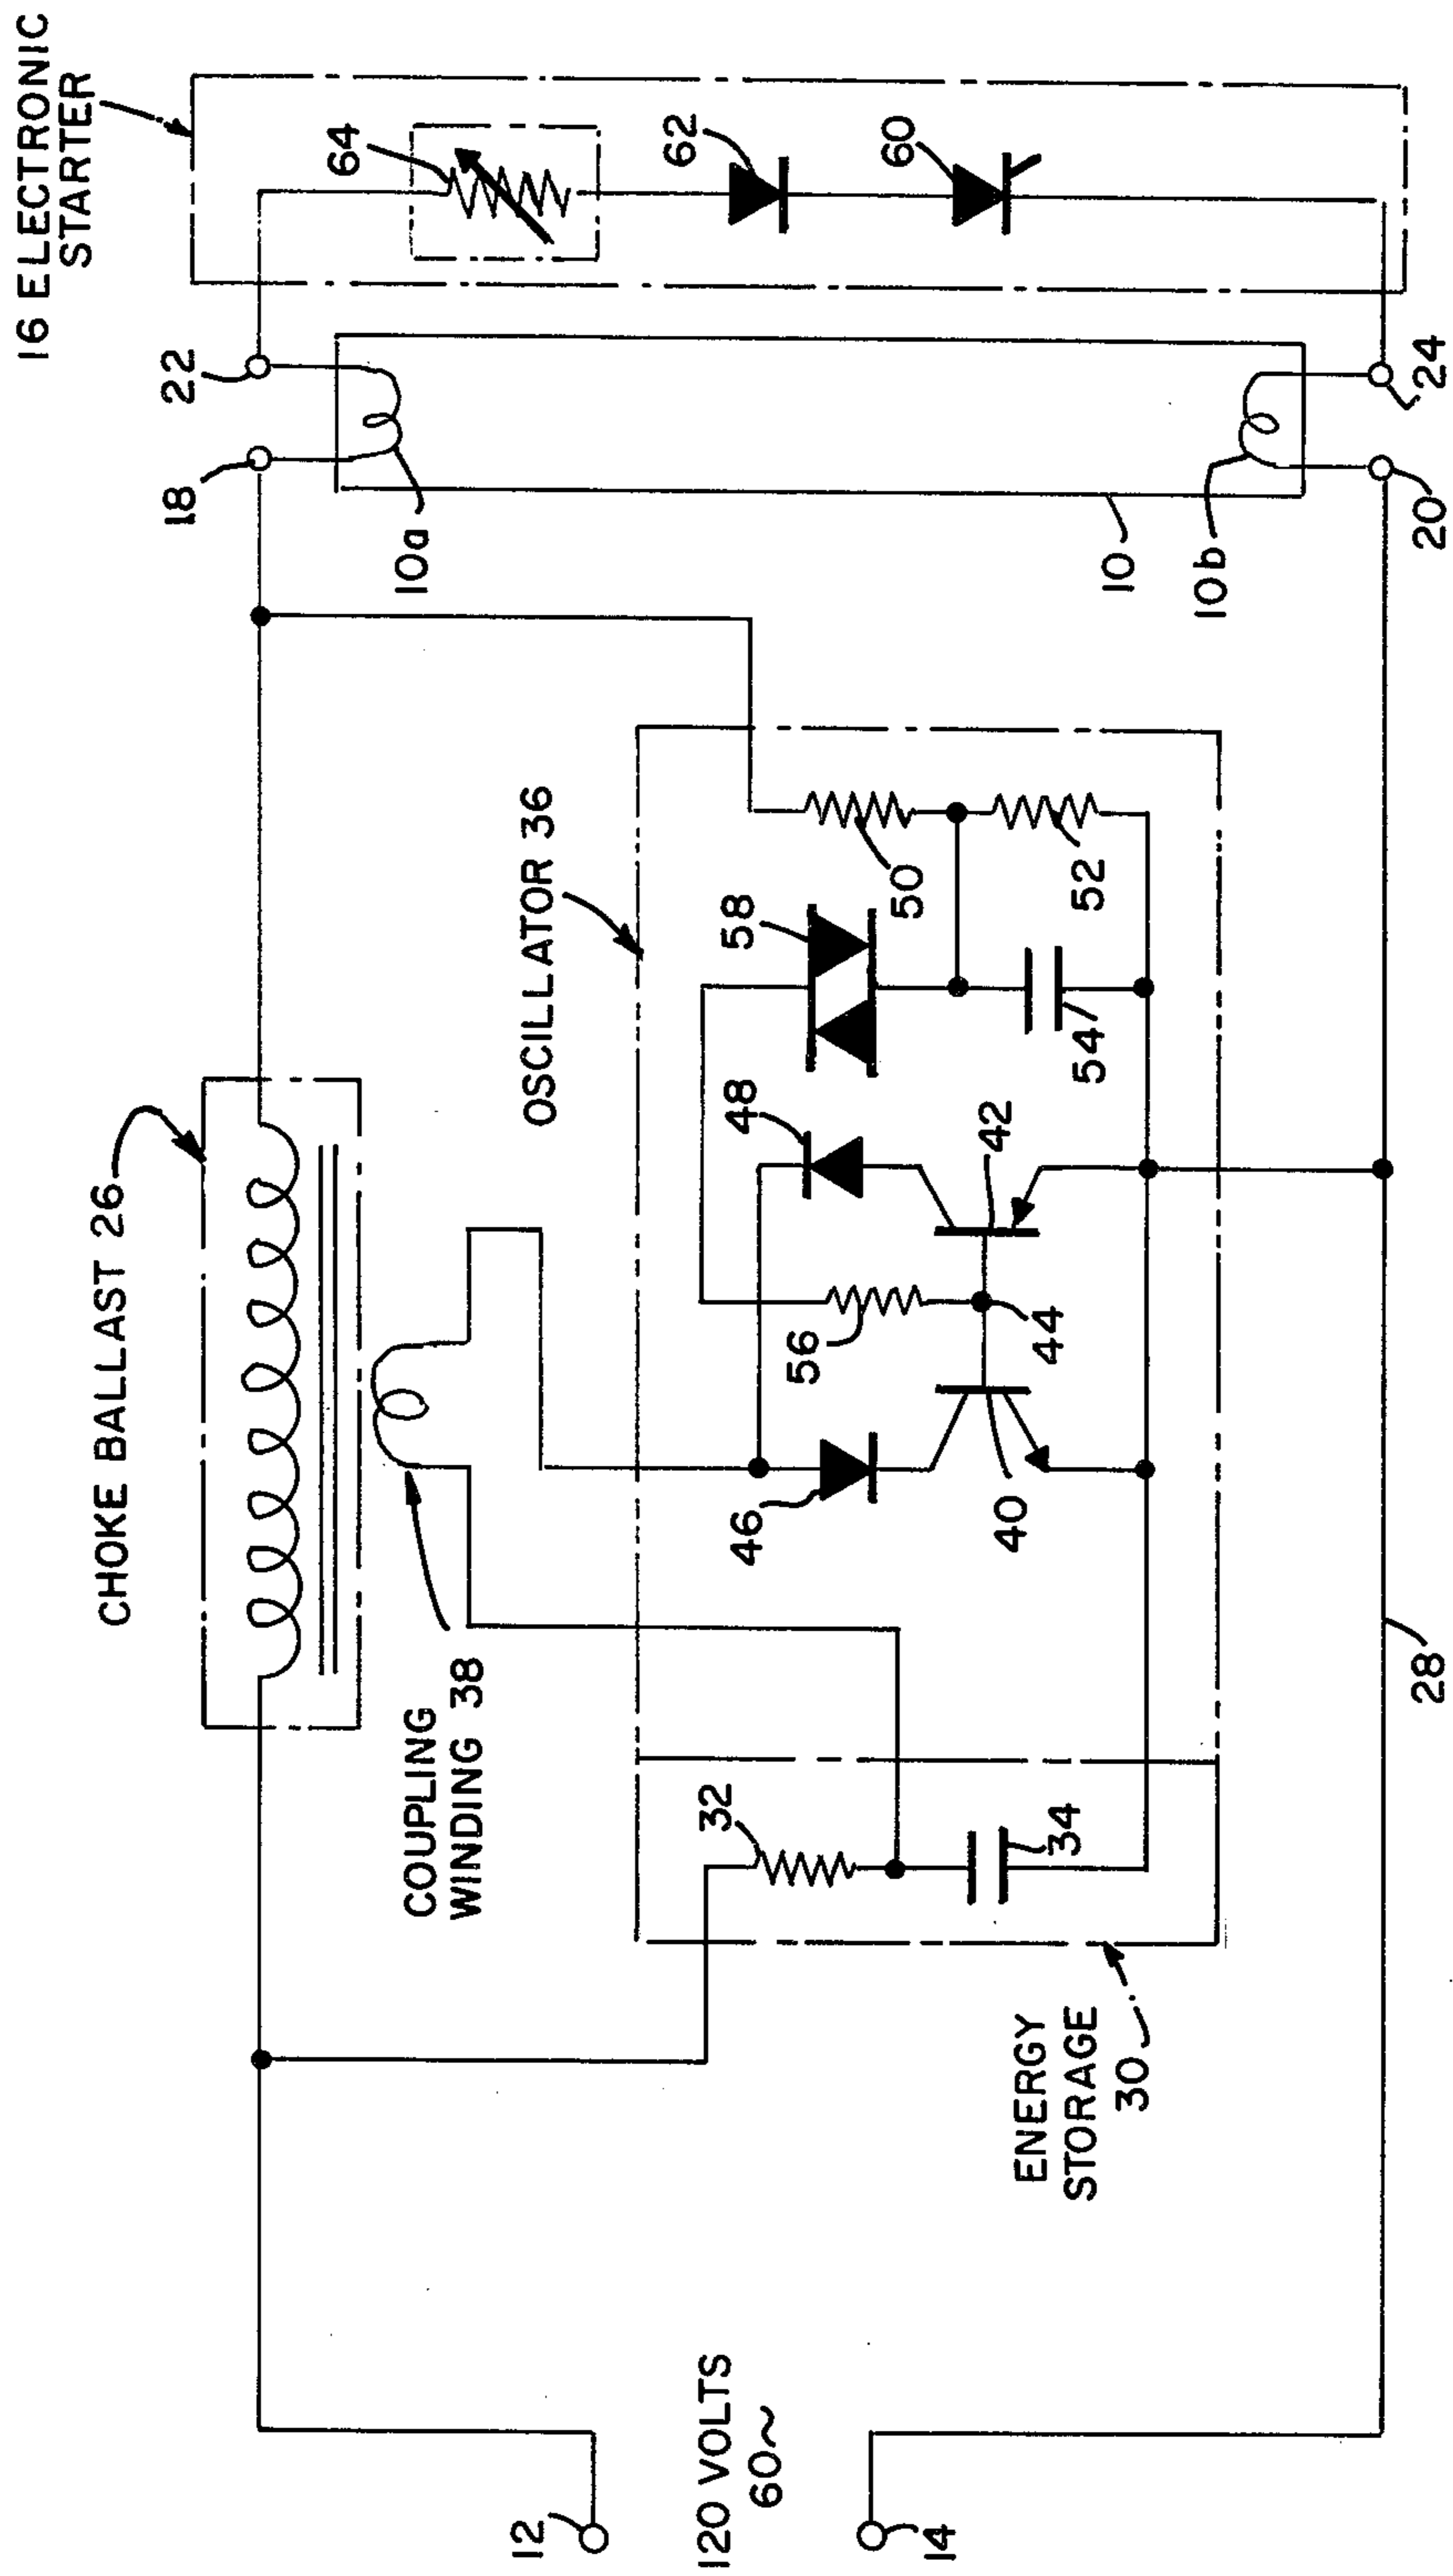 16 ELECTRONIC
STARTER
CHOKE BALLAST 26
22
18
64
10a
62
60
COUPLING
WINDING 38
OSCILLATOR 36
32
46
56
48
58
50
34
40
44
42
54
52
10
10b
12
120 VOLTS
60~
14
ENERGY
STORAGE
30
28
20
24